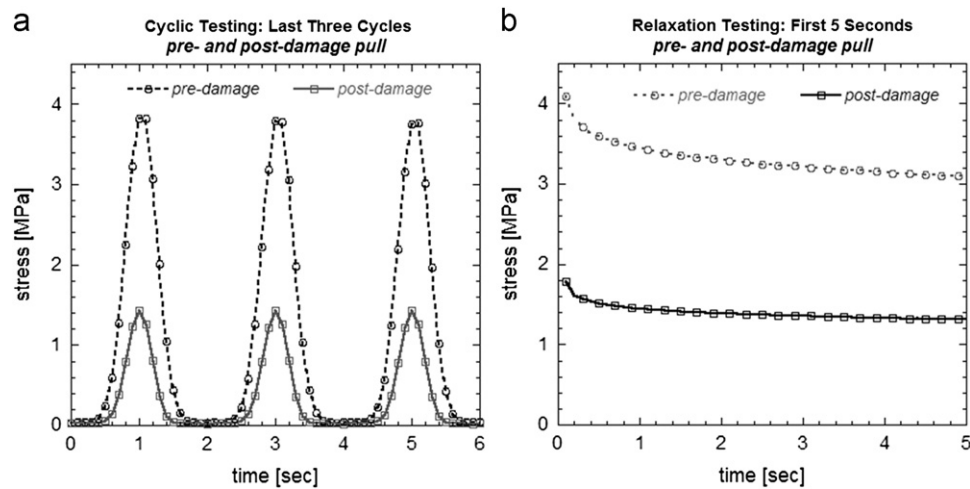 a
Cyclic Testing: Last Three Cycles
pre- and post-damage pull
pre-damage
post-damage
stress [MPa]
4
3
2
1
0
0 1 2 3 4 5 6
time [sec]
b
Relaxation Testing: First 5 Seconds
pre- and post-damage pull
pre-damage
post-damage
stress [MPa]
4
3
2
1
0
0 1 2 3 4 5
time [sec]